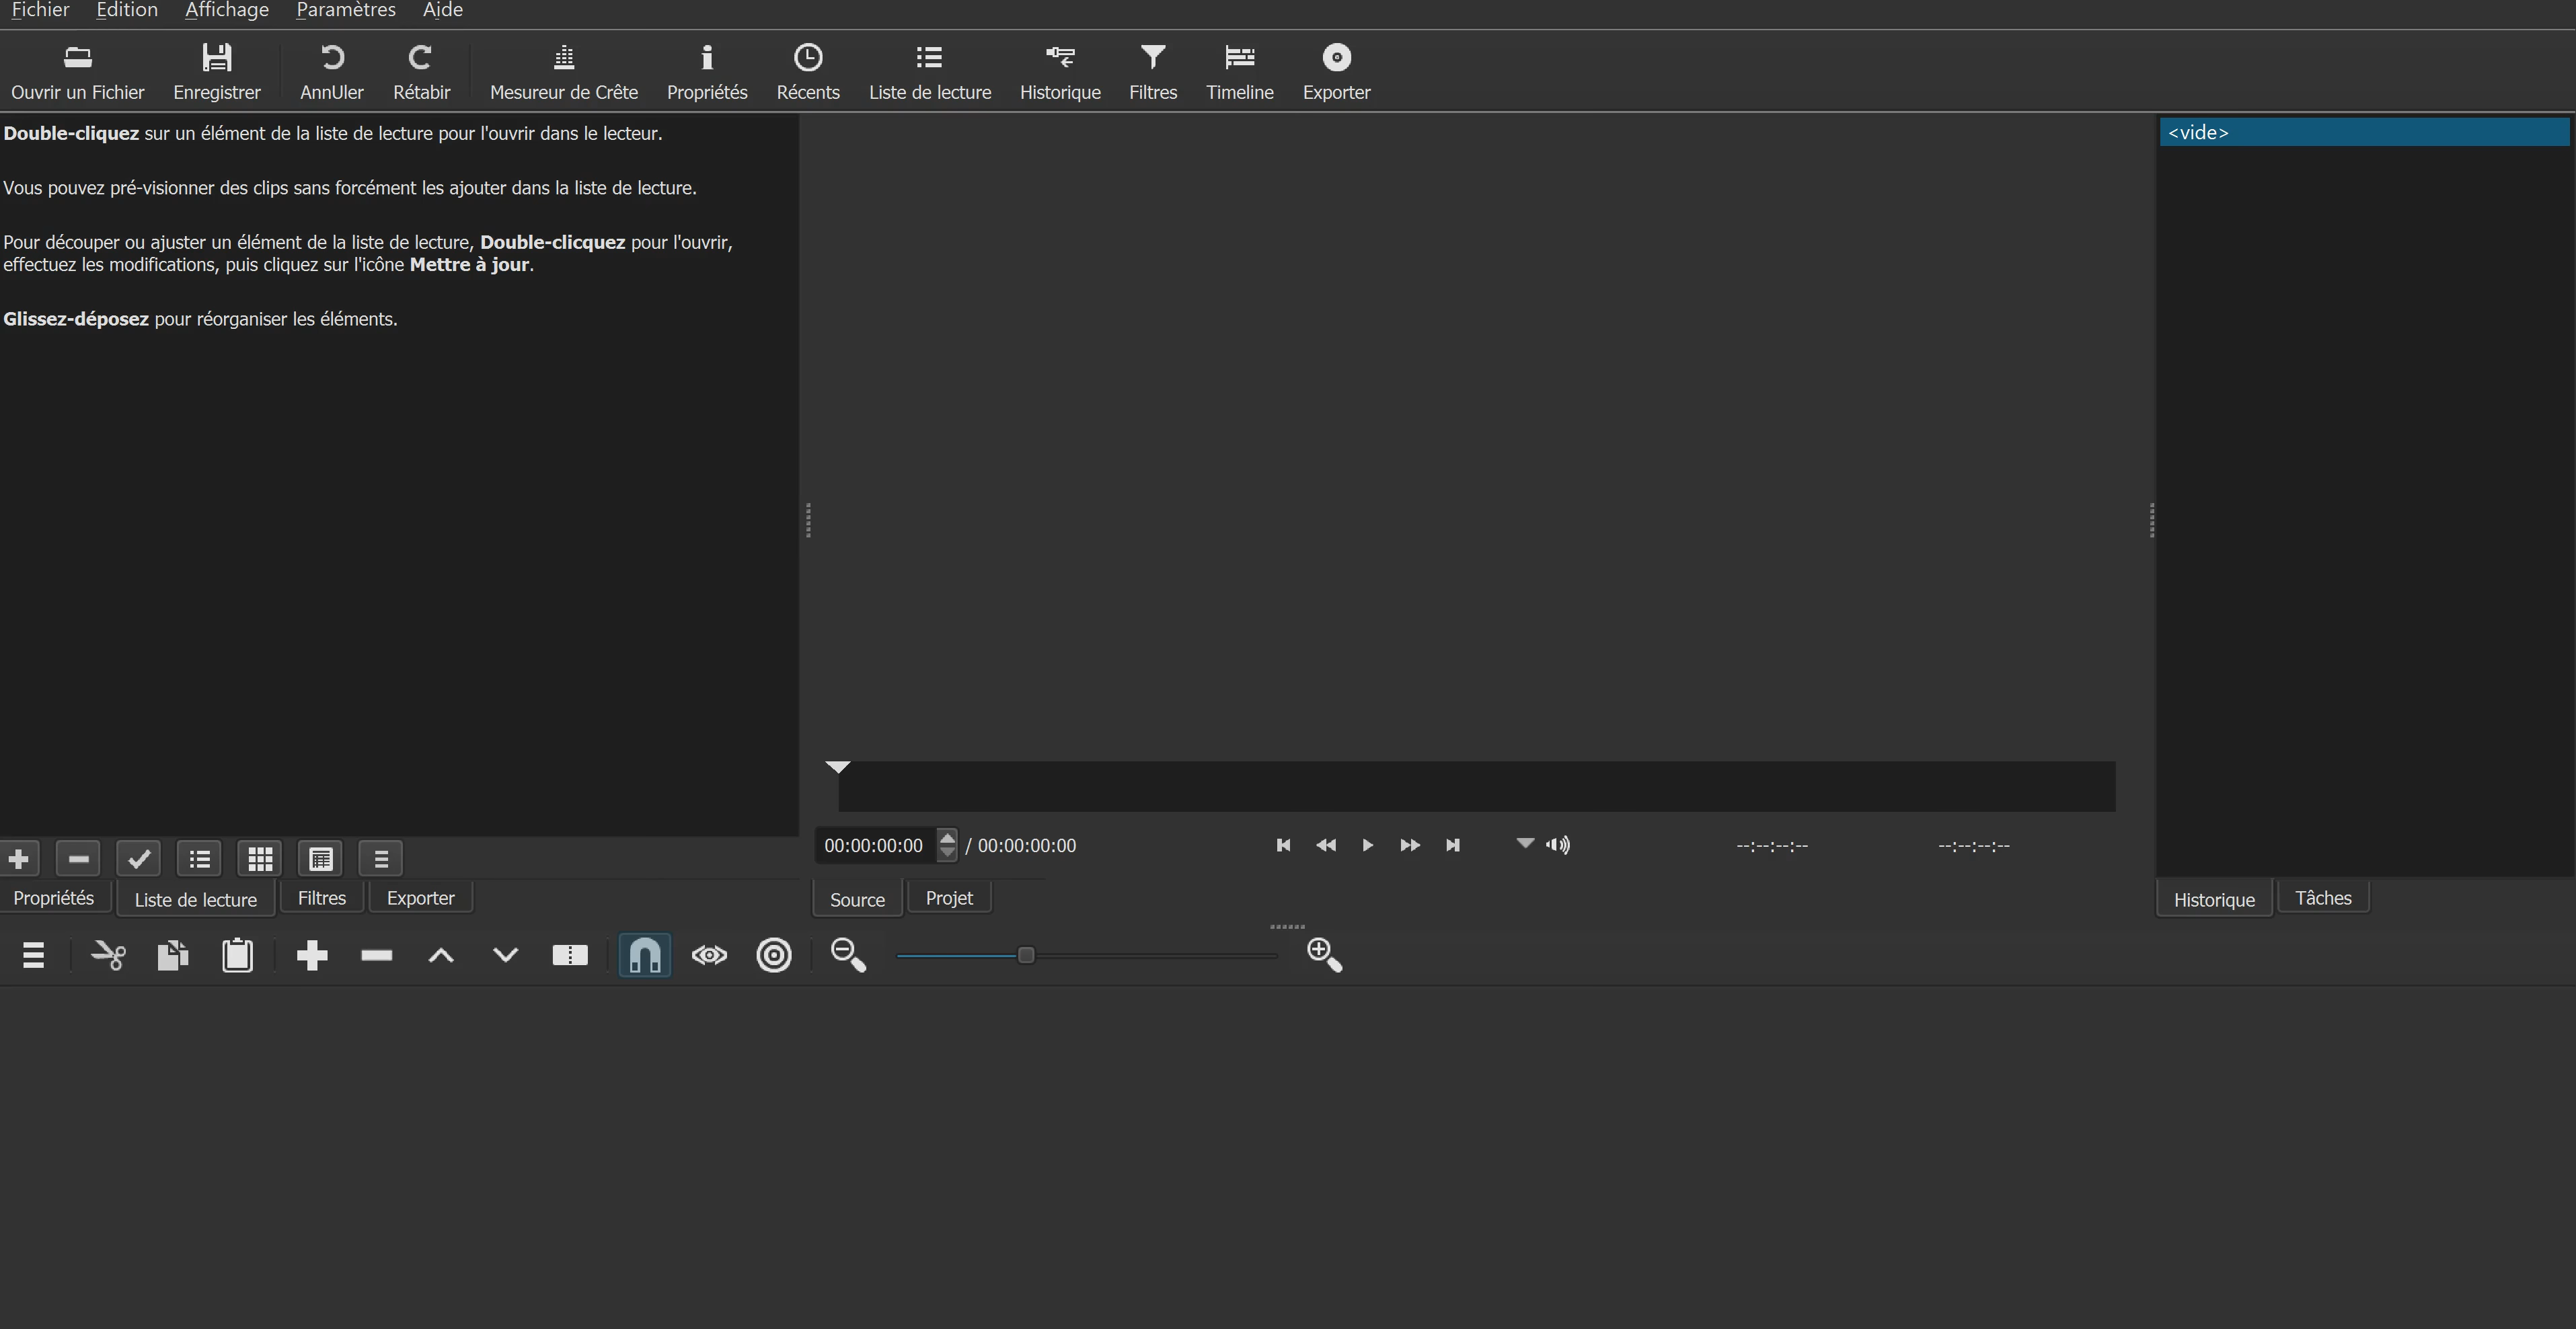 Fichier Edition Affichage Paramètres Aide
Ouvrir un Fichier Enregistrer AnnUler Rétabir Mesureur de Crête Propriétés Récents Liste de lecture Historique Filtres Timeline Exporter
Double-cliquez sur un élément de la liste de lecture pour l'ouvrir dans le lecteur.
Vous pouvez pré-visionner des clips sans forcément les ajouter dans la liste de lecture.
Pour découper ou ajuster un élément de la liste de lecture, Double-clicquez pour l'ouvrir,
effectuez les modifications, puis cliquez sur l'icône Mettre à jour.
Glissez-déposez pour réorganiser les éléments.
<vide>
00:00:00:00 / 00:00:00:00 --:--:--:-- --:--:--:--
Propriétés Liste de lecture Filtres Exporter
Source Projet
Historique Tâches